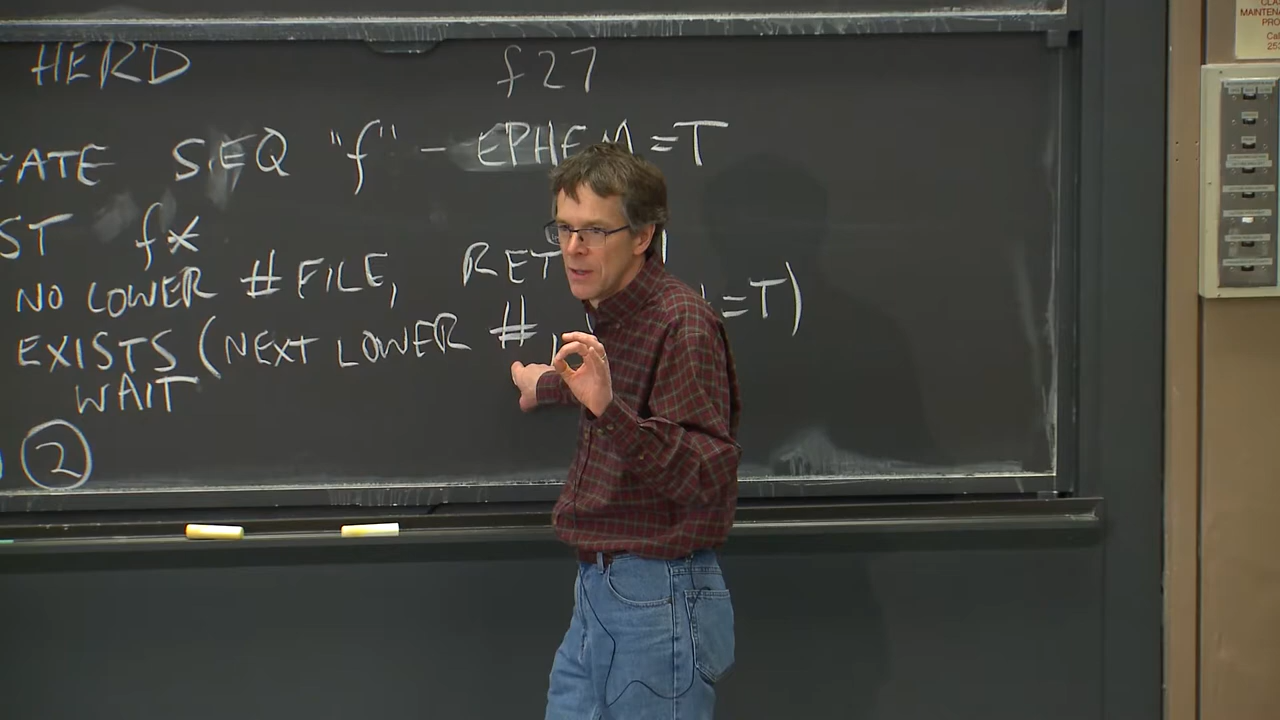 HERD f27
EATE SEQ "f" - EPHEM=T
ST f*
NO LOWER # FILE, RET
EXISTS (NEXT LOWER # =T)
WAIT
2